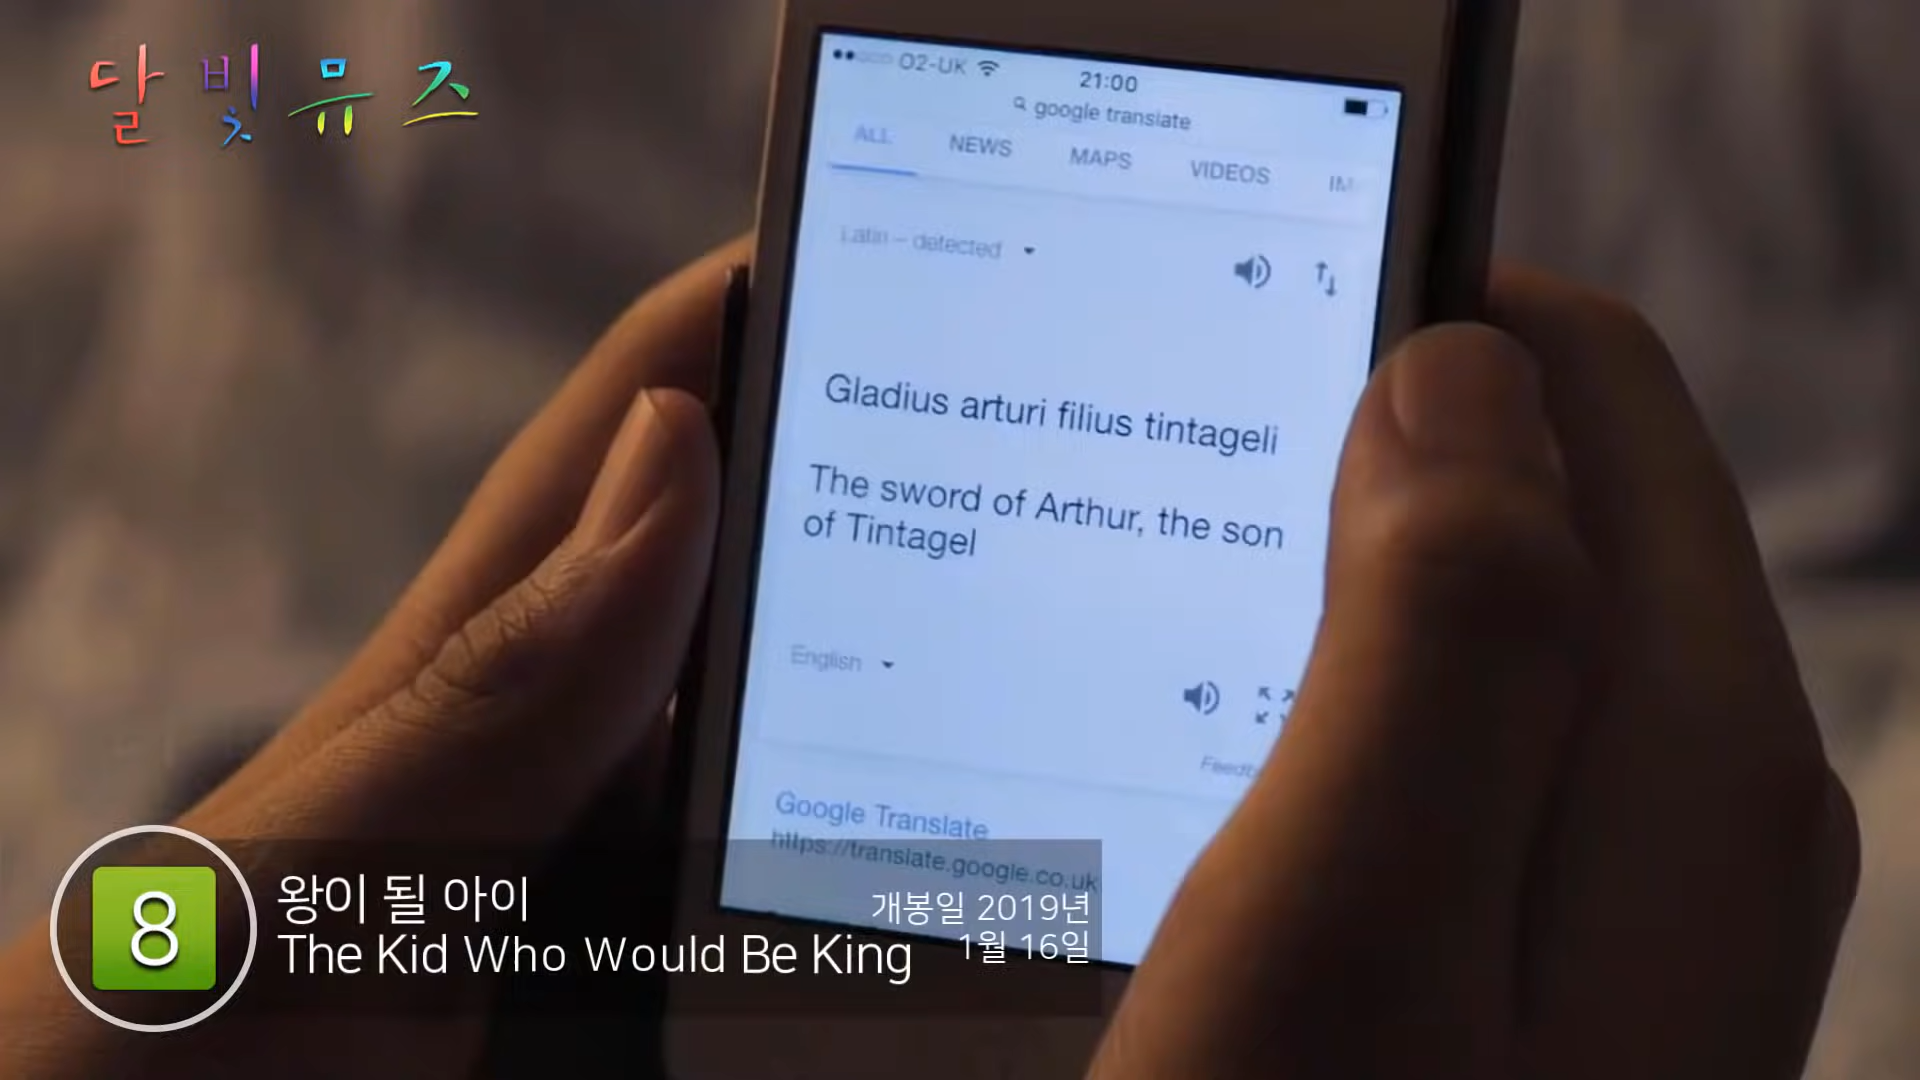 달빛뮤즈
O2-UK
21:00
google translate
ALL NEWS MAPS VIDEOS IM
Latin – detected
Gladius arturi filius tintageli
The sword of Arthur, the son
of Tintagel
English
Feedb
Google Translate
https://translate.google.co.uk
8
왕이 될 아이
The Kid Who Would Be King
개봉일 2019년
1월 16일